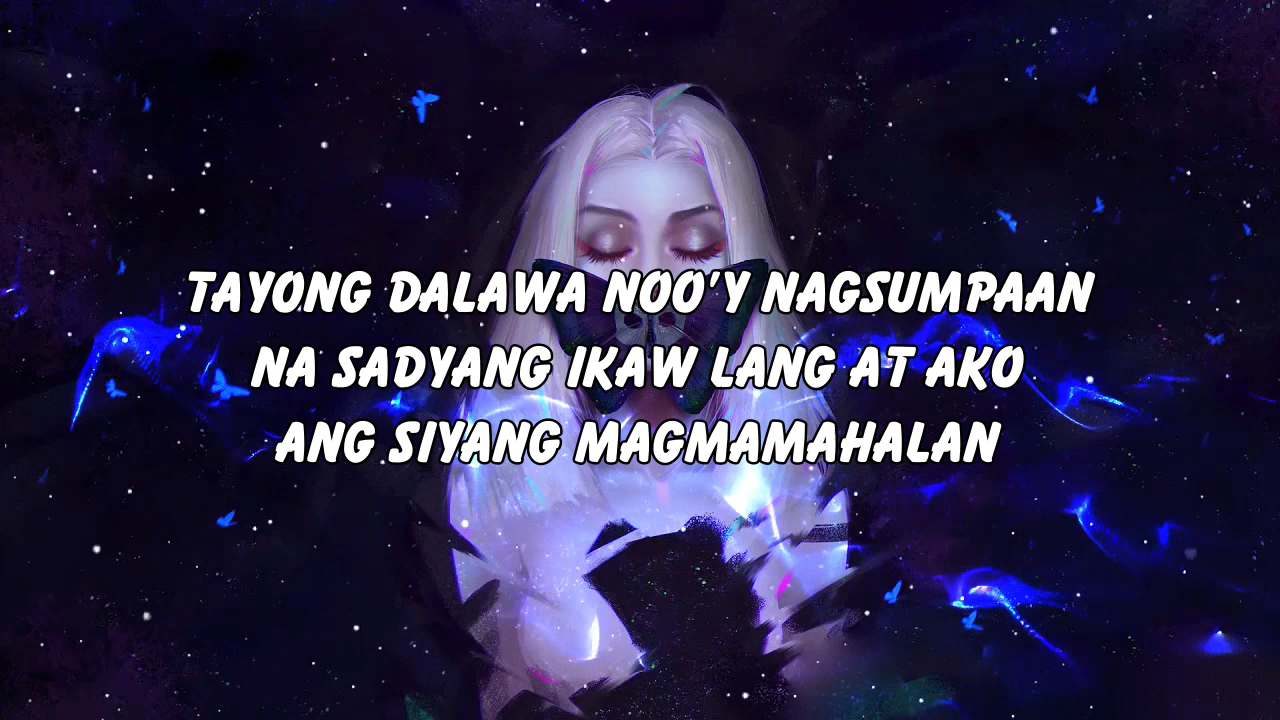 TAYONG DALAWA NOO'Y NAGSUMPAAN
NA SADYANG IKAW LANG AT AKO
ANG SIYANG MAGMAMAHALAN